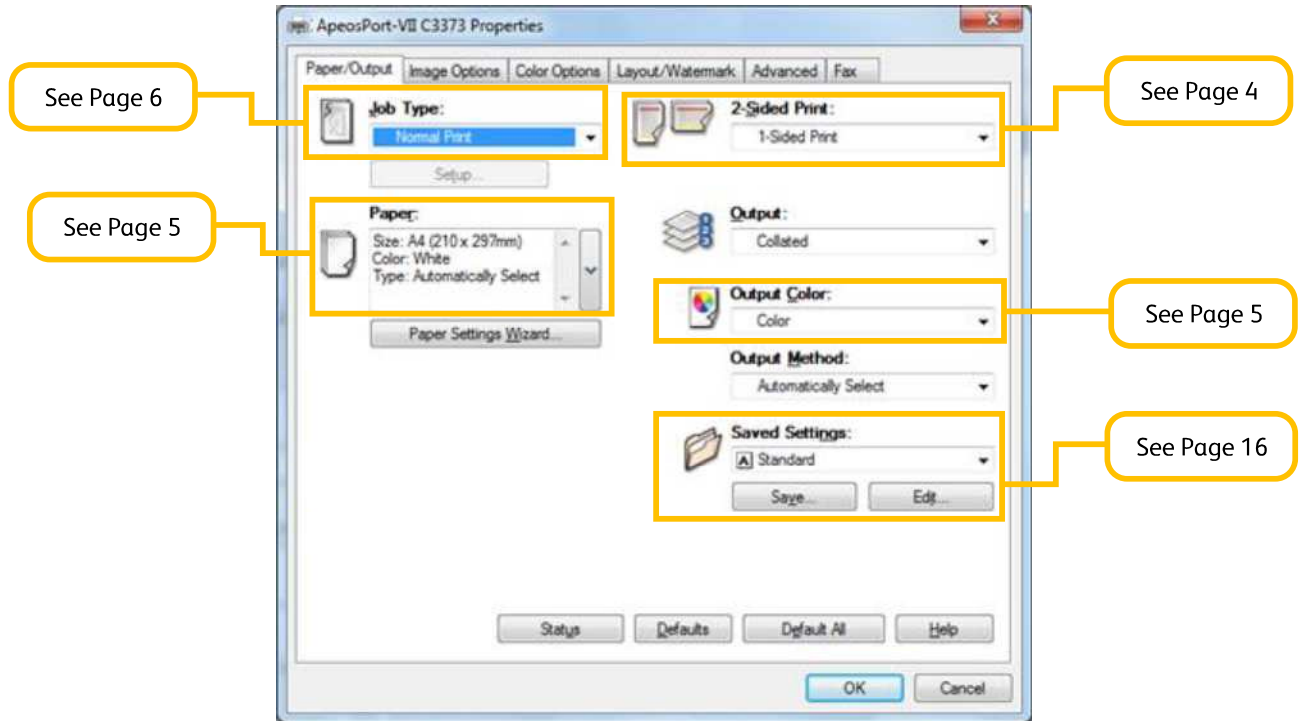 ApeosPort-VII C3373 Properties
Paper/Output Image Options Color Options Layout/Watermark Advanced Fax
See Page 6
Job Type:
Normal Print
Setup...
See Page 4
2-Sided Print:
1-Sided Print
See Page 5
Paper:
Size: A4 (210 x 297mm)
Color: White
Type: Automatically Select
Paper Settings Wizard...
Output:
Collated
Output Color:
Color
See Page 5
Output Method:
Automatically Select
Saved Settings:
A Standard
Save... Edit...
See Page 16
Status Defaults Default All Help
OK Cancel